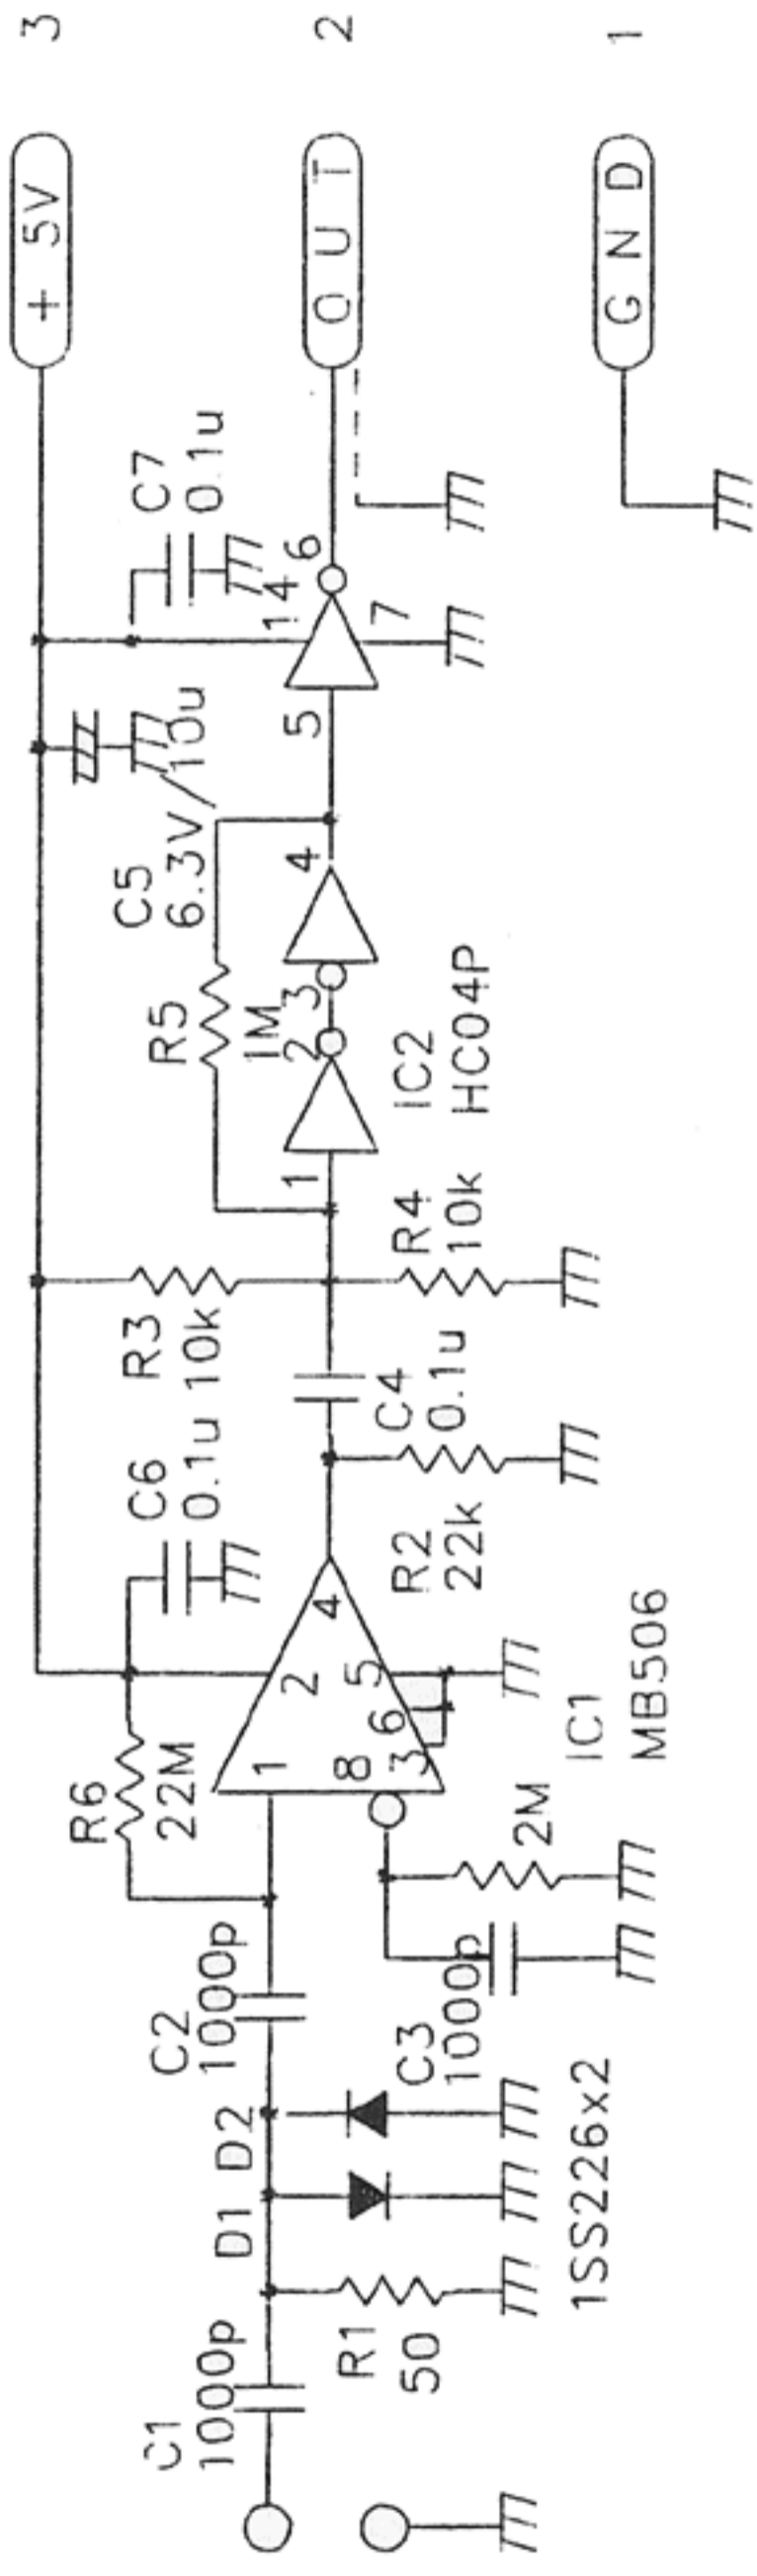 C1
1000p
R1
50
D1
D2
1SS226x2
C2
1000p
C3
1000p
R6
22M
2M
1
8
3
6
5
2
4
IC1
MB506
C6
0.1u
R2
22k
C4
0.1u
R3
10k
R4
10k
R5
1M
1
2
3
4
IC2
HC04P
C5
6.3V/10u
5
14
7
6
C7
0.1u
+5V
3
OUT
2
GND
1